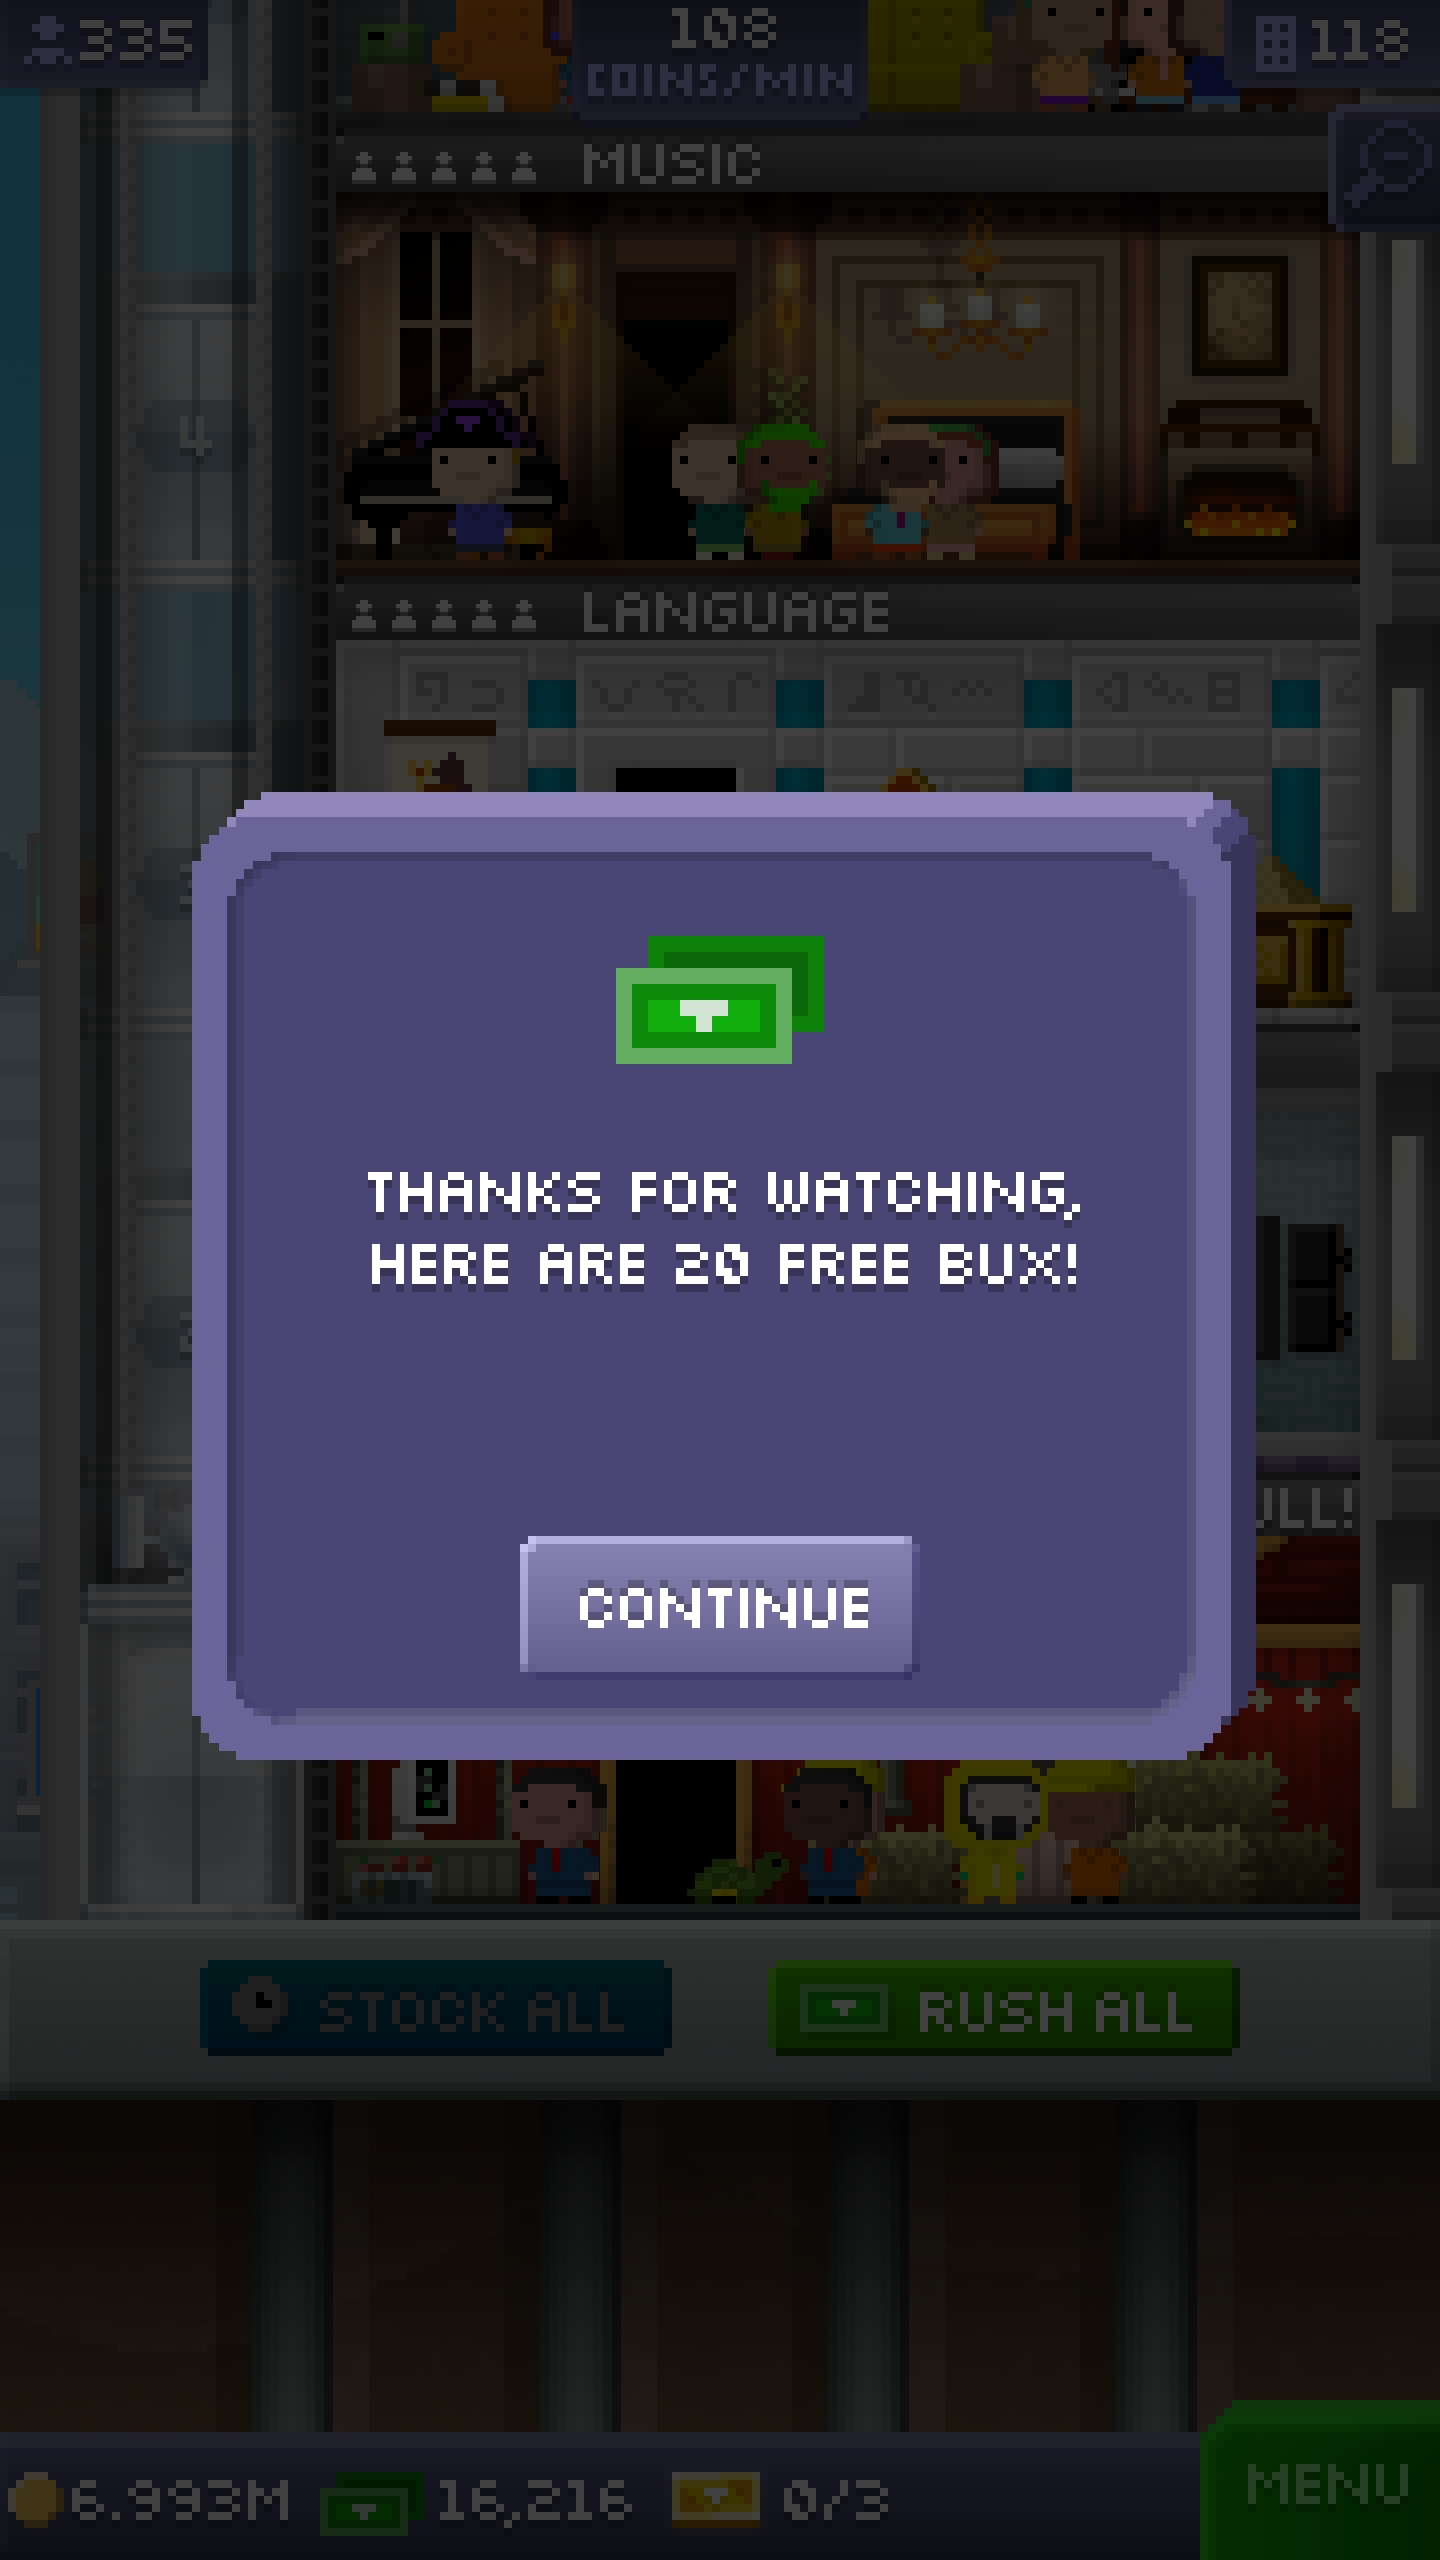 335
108
COINS/MIN
118
MUSIC
4
LANGUAGE
THANKS FOR WATCHING,
HERE ARE 20 FREE BUX!
CONTINUE
STOCK ALL
RUSH ALL
6.993M
16,216
0/3
MENU